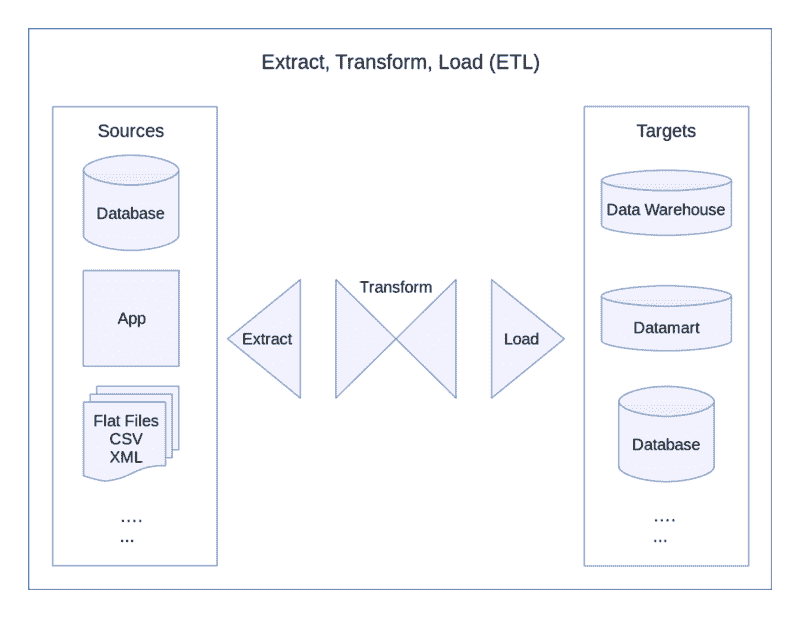 Extract, Transform, Load (ETL)
Sources
Database
App
Flat Files
CSV
XML
....
...
Extract
Transform
Load
Targets
Data Warehouse
Datamart
Database
....
...